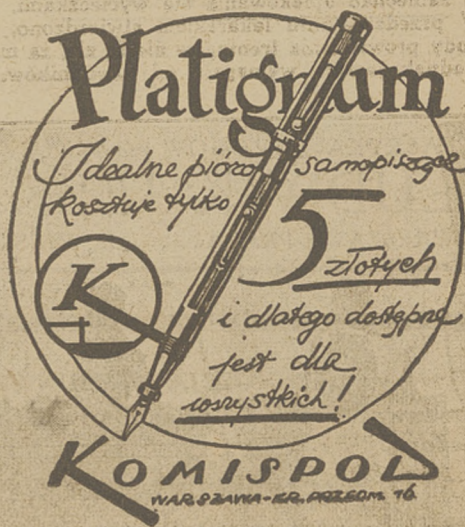 Platignum
Idealne pióro samopiszące
kosztuje tylko
5 złotych
K
i dlatego dostępne
jest dla
wszystkich!
KOMISPOL
WARSZAWA-KR. PRZEDM. 16